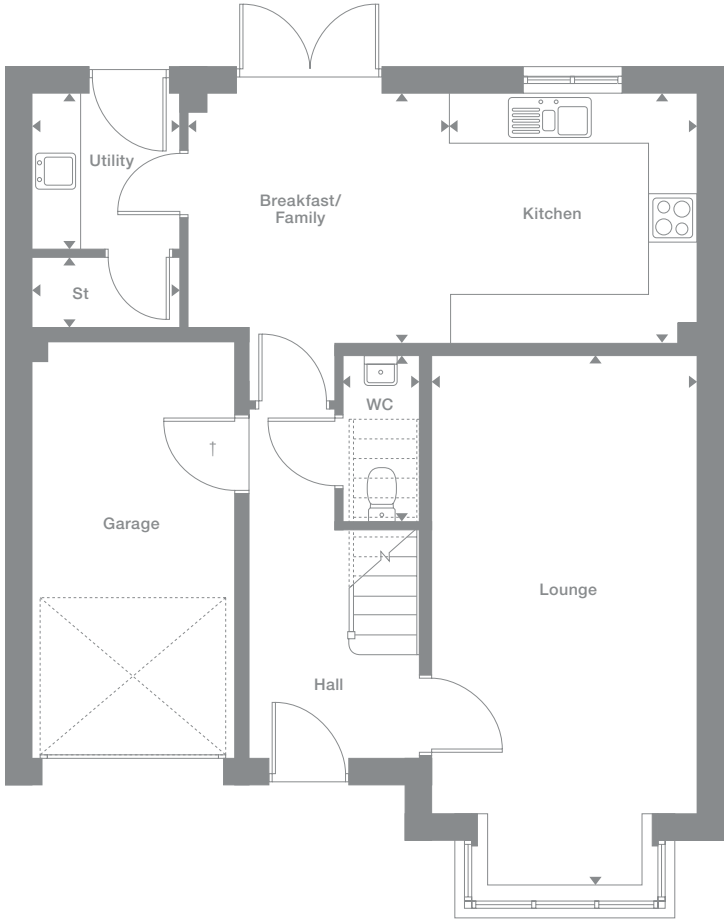 Utility
Breakfast/
Family
Kitchen
St
WC
†
Garage
Lounge
Hall